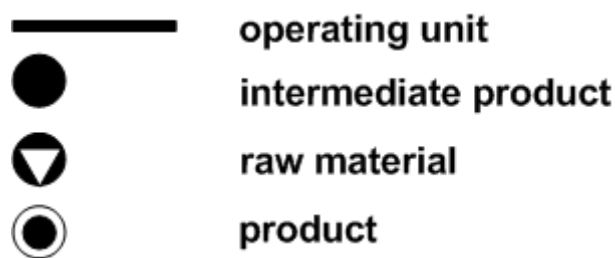 operating unit
intermediate product
raw material
product